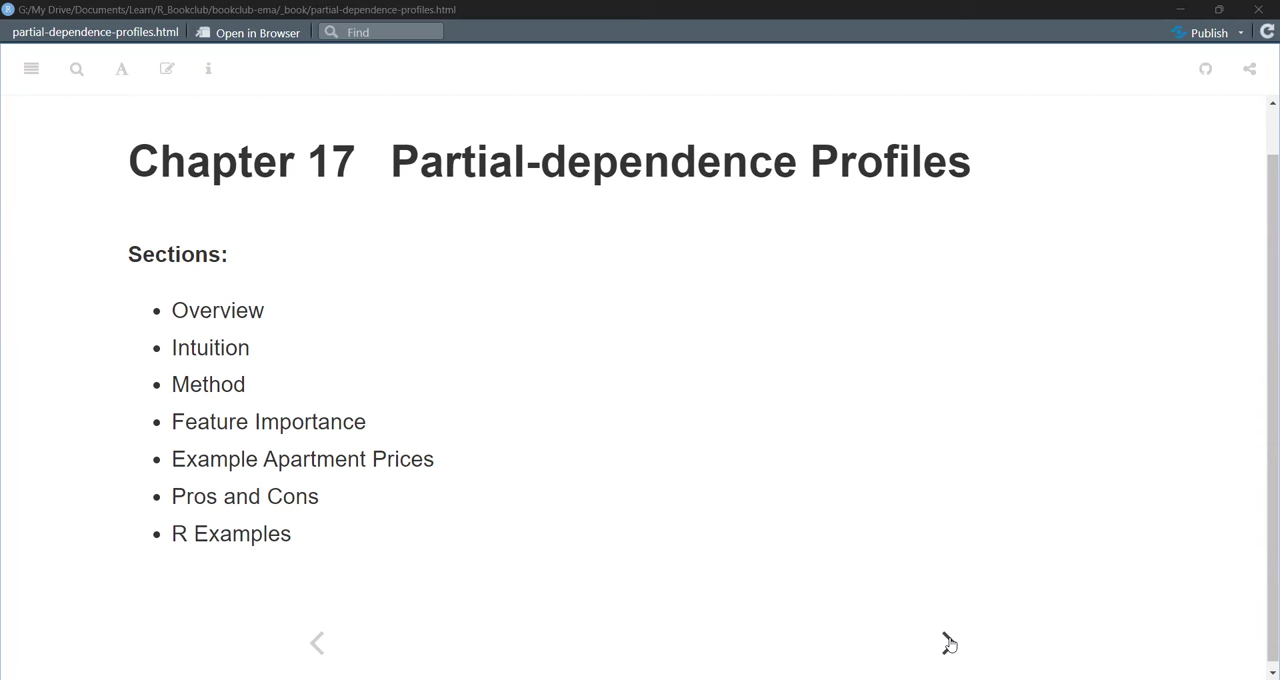 G:/My Drive/Documents/Learn/R_Bookclub/bookclub-ema/_book/partial-dependence-profiles.html
partial-dependence-profiles.html Open in Browser Find Publish
Chapter 17 Partial-dependence Profiles
Sections:
• Overview
• Intuition
• Method
• Feature Importance
• Example Apartment Prices
• Pros and Cons
• R Examples